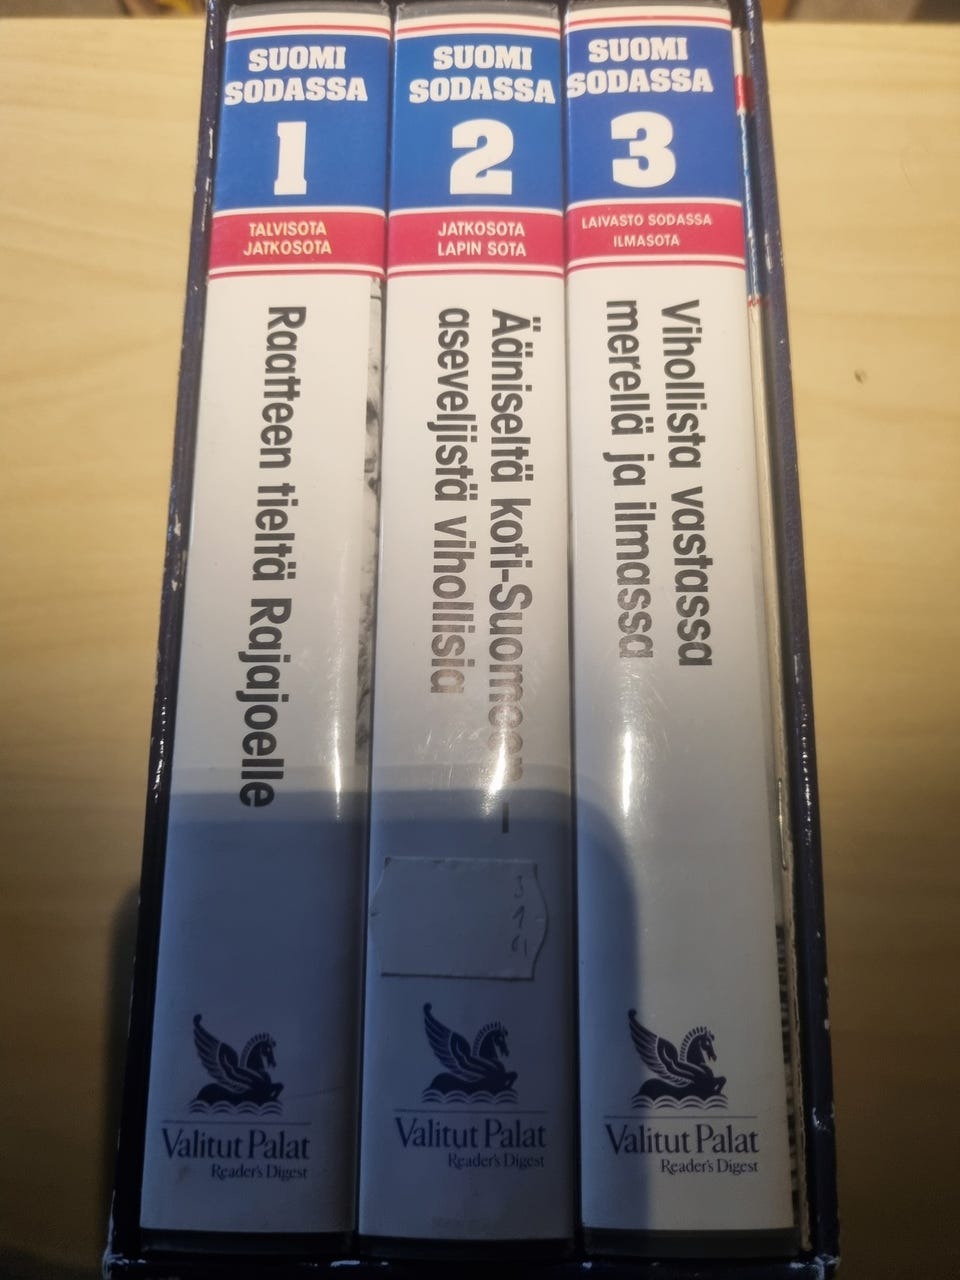 SUOMI
SODASSA
1
TALVISOTA
JATKOSOTA
Raatteen tieltä Rajajoelle
Valitut Palat
Reader's Digest
SUOMI
SODASSA
2
JATKOSOTA
LAPIN SOTA
Ääniseltä koti-Suomeen —
aseveljistä vihollisia
Valitut Palat
Reader's Digest
SUOMI
SODASSA
3
LAIVASTO SODASSA
ILMASOTA
Vihollista vastassa
merellä ja ilmassa
Valitut Palat
Reader's Digest